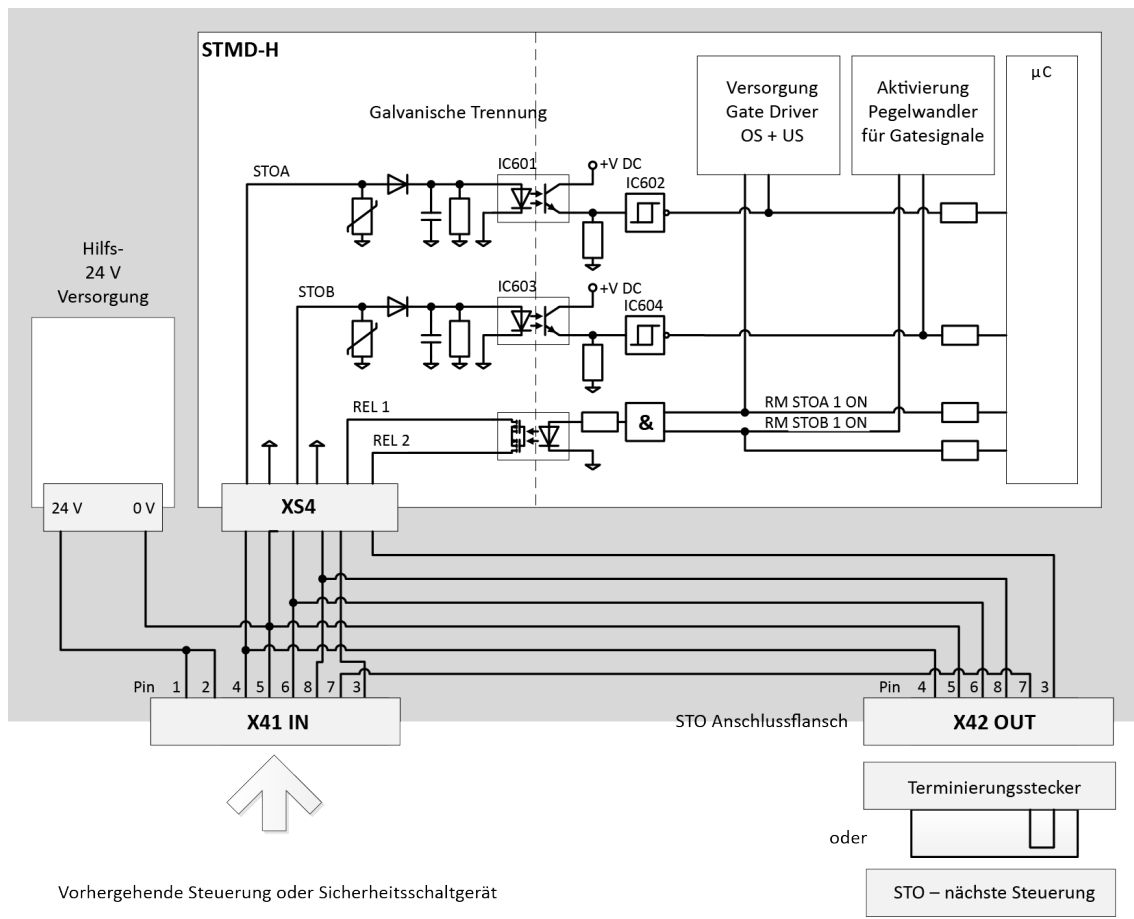 STMD-H
Galvanische Trennung
Versorgung
Gate Driver
OS + US
Aktivierung
Pegelwandler
für Gatesignale
µC
STOA
IC601
+V DC
IC602
Hilfs-
24 V
Versorgung
STOB
IC603
+V DC
IC604
REL 1
REL 2
&
RM STOA 1 ON
RM STOB 1 ON
24 V
0 V
XS4
Pin 1 2 4 5 6 8 7 3
X41 IN
STO Anschlussflansch
Pin 4 5 6 8 7 3
X42 OUT
Terminierungsstecker
oder
Vorhergehende Steuerung oder Sicherheitsschaltgerät
STO – nächste Steuerung